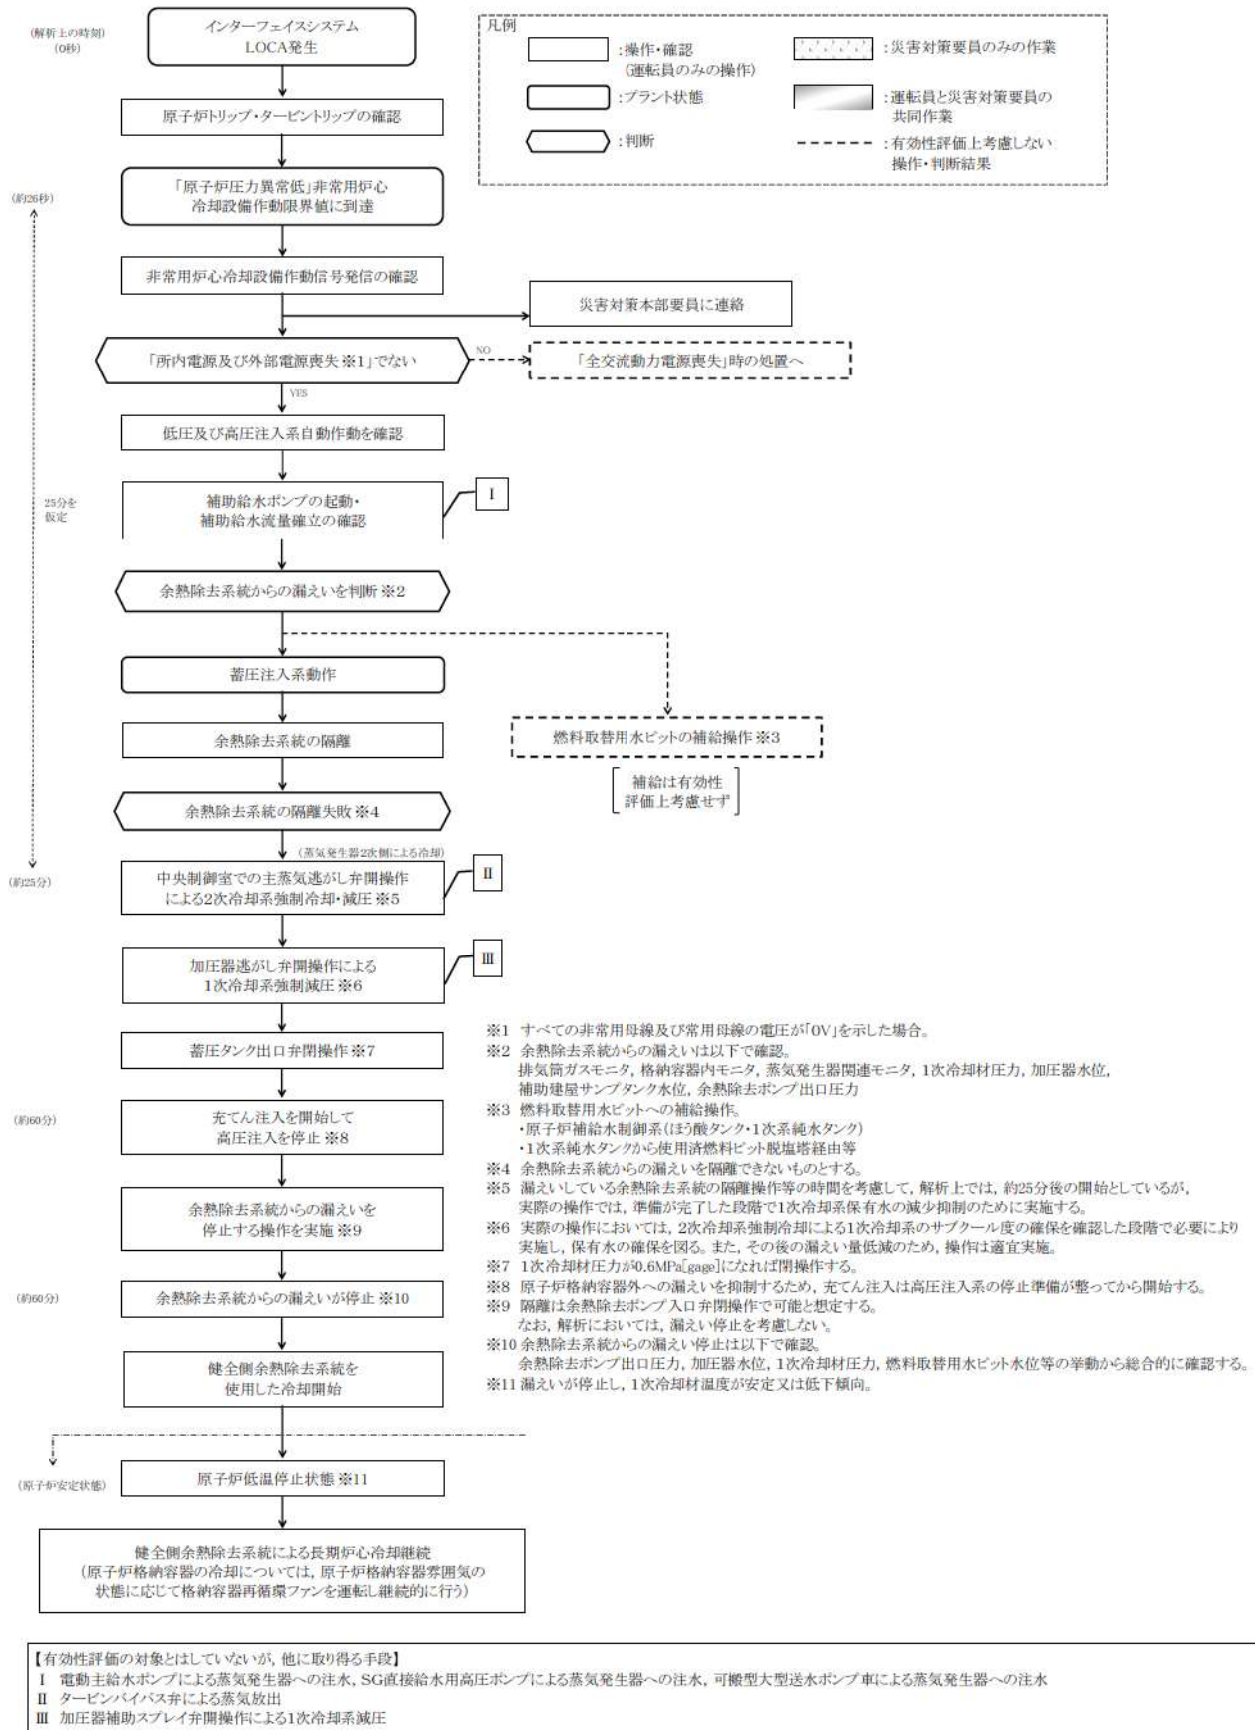 (解析上の時刻)
(0秒)
インターフェイスシステム
LOCA発生
凡例
:操作・確認
(運転員のみの操作)
:災害対策要員のみの作業
:プラント状態
:運転員と災害対策要員の
共同作業
:判断
:有効性評価上考慮しない
操作・判断結果
原子炉トリップ・タービントリップの確認
(約26秒)
「原子炉圧力異常低」非常用炉心
冷却設備作動限界値に到達
非常用炉心冷却設備作動信号発信の確認
災害対策本部要員に連絡
「所内電源及び外部電源喪失※1」でない
NO
「全交流動力電源喪失」時の処置へ
YES
低圧及び高圧注入系自動作動を確認
25分を
仮定
補助給水ポンプの起動・
補助給水流量確立の確認
I
余熱除去系統からの漏えいを判断※2
蓄圧注入系動作
余熱除去系統の隔離
燃料取替用水ピットの補給操作※3
補給は有効性
評価上考慮せず
余熱除去系統の隔離失敗※4
(蒸気発生器2次側による冷却)
(約25分)
中央制御室での主蒸気逃がし弁開操作
による2次冷却系強制冷却・減圧※5
II
加圧器逃がし弁開操作による
1次冷却系強制減圧※6
III
蓄圧タンク出口弁閉操作※7
(約60分)
充てん注入を開始して
高圧注入を停止※8
余熱除去系統からの漏えいを
停止する操作を実施※9
(約60分)
余熱除去系統からの漏えいが停止※10
健全側余熱除去系統を
使用した冷却開始
(原子炉安定状態)
原子炉低温停止状態※11
健全側余熱除去系統による長期炉心冷却継続
(原子炉格納容器の冷却については,原子炉格納容器雰囲気の
状態に応じて格納容器再循環ファンを運転し継続的に行う)
※1 すべての非常用母線及び常用母線の電圧が「0V」を示した場合。
※2 余熱除去系統からの漏えいは以下で確認。
排気筒ガスモニタ,格納容器内モニタ,蒸気発生器関連モニタ,1次冷却材圧力,加圧器水位,
補助建屋サンプタンク水位,余熱除去ポンプ出口圧力
※3 燃料取替用水ピットへの補給操作。
・原子炉補給水制御系(ほう酸タンク・1次系純水タンク)
・1次系純水タンクから使用済燃料ピット脱塩塔経由等
※4 余熱除去系統からの漏えいを隔離できないものとする。
※5 漏えいしている余熱除去系統の隔離操作等の時間を考慮して,解析上では,約25分後の開始としているが,
実際の操作では,準備が完了した段階で1次冷却系保有水の減少抑制のために実施する。
※6 実際の操作においては,2次冷却系強制冷却による1次冷却系のサブクール度の確保を確認した段階で必要により
実施し,保有水の確保を図る。また,その後の漏えい量低減のため,操作は適宜実施。
※7 1次冷却材圧力が0.6MPa[gage]になれば閉操作する。
※8 原子炉格納容器外への漏えいを抑制するため,充てん注入は高圧注入系の停止準備が整ってから開始する。
※9 隔離は余熱除去ポンプ入口弁閉操作で可能と想定する。
なお,解析においては,漏えい停止を考慮しない。
※10 余熱除去系統からの漏えい停止は以下で確認。
余熱除去ポンプ出口圧力,加圧器水位,1次冷却材圧力,燃料取替用水ピット水位等の挙動から総合的に確認する。
※11 漏えいが停止し,1次冷却材温度が安定又は低下傾向。
【有効性評価の対象とはしていないが,他に取り得る手段】
I 電動主給水ポンプによる蒸気発生器への注水,SG直接給水用高圧ポンプによる蒸気発生器への注水,可搬型大型送水ポンプ車による蒸気発生器への注水
II タービンバイパス弁による蒸気放出
III 加圧器補助スプレイ弁開操作による1次冷却系減圧